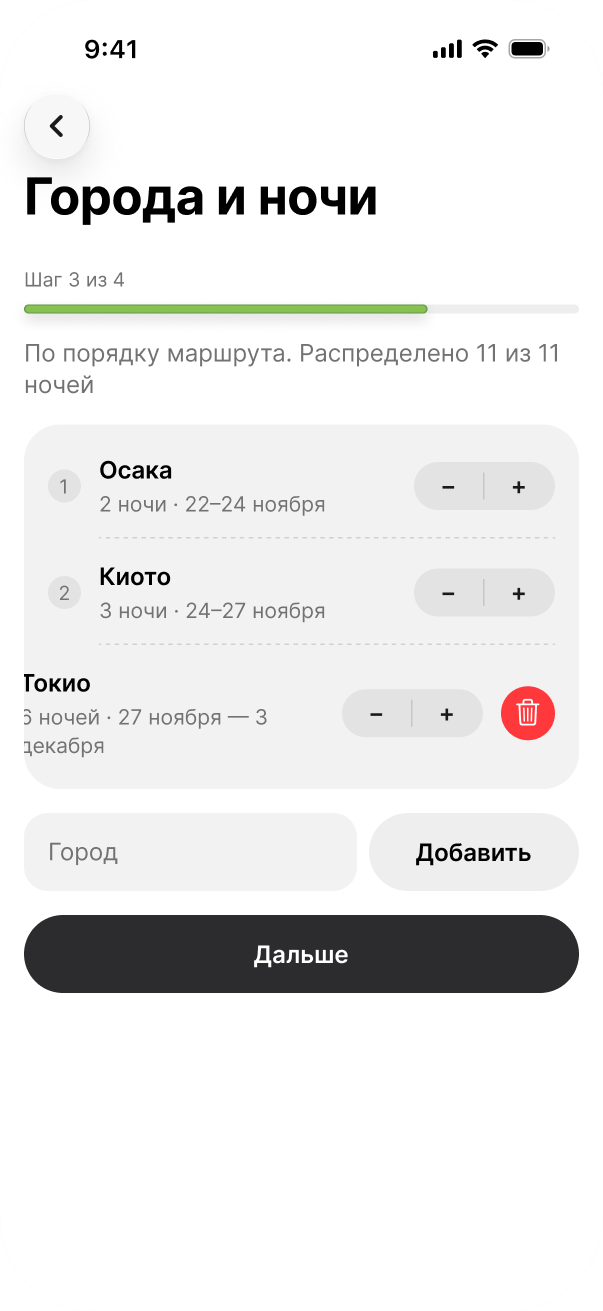 9:41
Города и ночи
Шаг 3 из 4
По порядку маршрута. Распределено 11 из 11
ночей
1
Осака
2 ночи · 22–24 ноября
− +
2
Киото
3 ночи · 24–27 ноября
− +
Токио
6 ночей · 27 ноября — 3
декабря
− +
Город
Добавить
Дальше